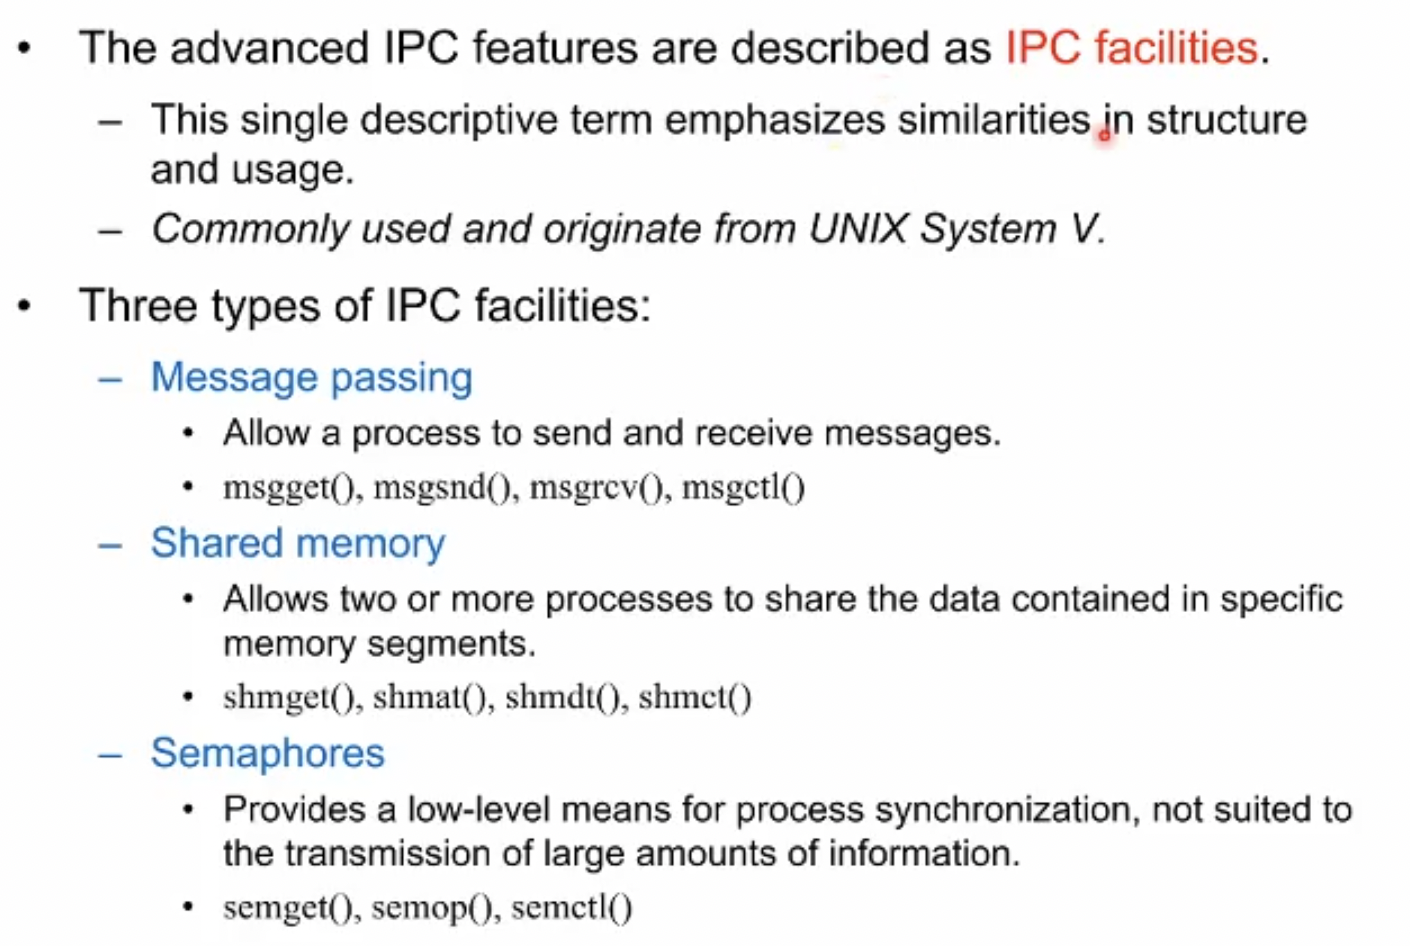 • The advanced IPC features are described as IPC facilities.
– This single descriptive term emphasizes similarities in structure
and usage.
– Commonly used and originate from UNIX System V.
• Three types of IPC facilities:
– Message passing
• Allow a process to send and receive messages.
• msgget(), msgsnd(), msgrcv(), msgctl()
– Shared memory
• Allows two or more processes to share the data contained in specific
memory segments.
• shmget(), shmat(), shmdt(), shmct()
– Semaphores
• Provides a low-level means for process synchronization, not suited to
the transmission of large amounts of information.
• semget(), semop(), semctl()